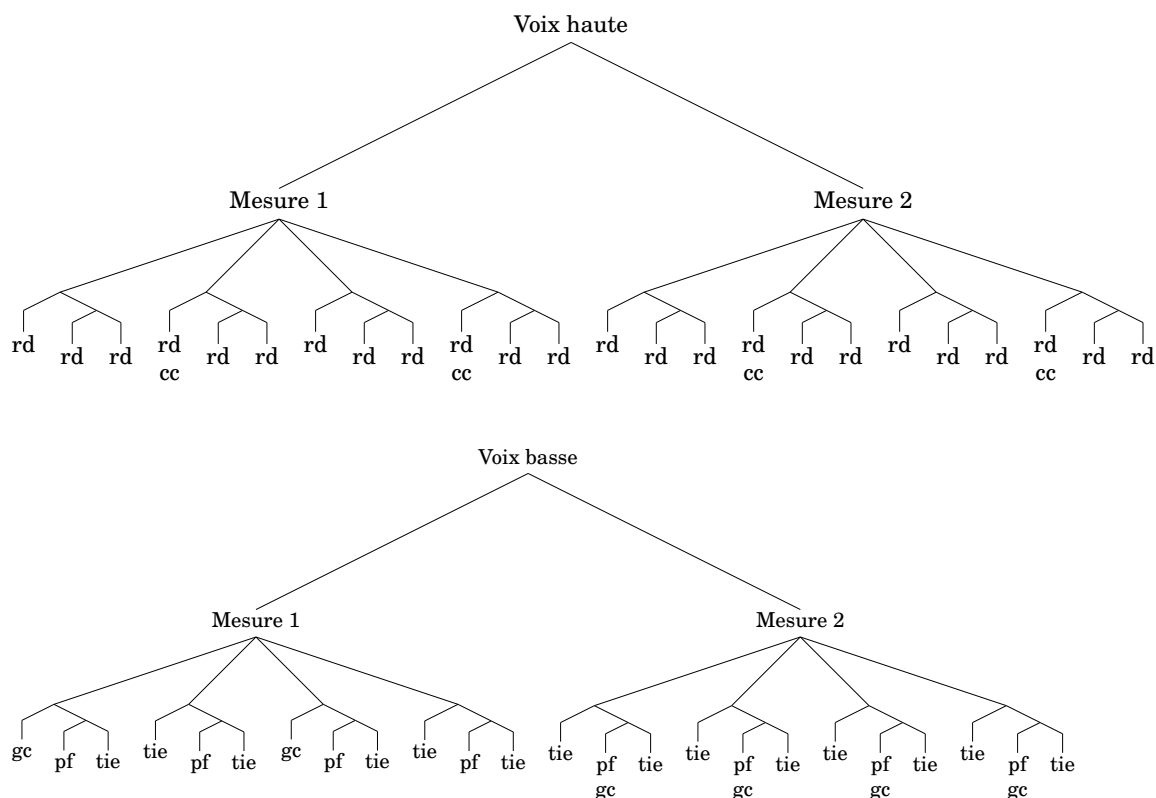 Voix haute
Mesure 1 Mesure 2
rd rd rd rd rd rd rd rd rd rd rd rd rd rd rd rd rd rd rd rd rd rd rd rd
cc cc cc cc
Voix basse
Mesure 1 Mesure 2
gc pf tie tie pf tie gc pf tie tie pf tie tie pf tie tie pf tie tie pf tie tie pf tie
gc gc gc gc